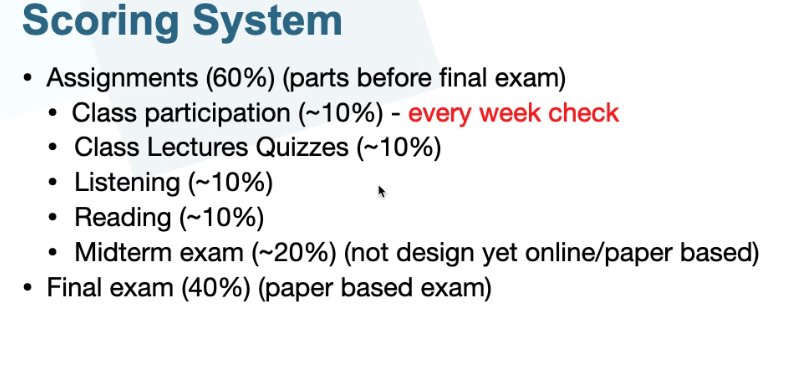 Scoring System
• Assignments (60%) (parts before final exam)
• Class participation (~10%) - every week check
• Class Lectures Quizzes (~10%)
• Listening (~10%)
• Reading (~10%)
• Midterm exam (~20%) (not design yet online/paper based)
• Final exam (40%) (paper based exam)